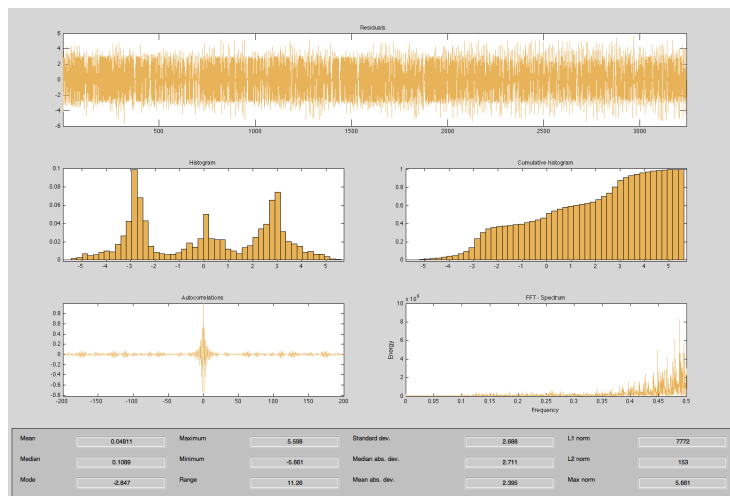 Residuals
6
4
2
0
-2
-4
-6
500 1000 1500 2000 2500 3000
Histogram
0.1
0.08
0.06
0.04
0.02
0
-5 -4 -3 -2 -1 0 1 2 3 4 5
Cumulative histogram
1
0.8
0.6
0.4
0.2
0
-5 -4 -3 -2 -1 0 1 2 3 4 5
Autocorrelations
0.8
0.6
0.4
0.2
0
-0.2
-0.4
-0.6
-0.8
-200 -150 -100 -50 0 50 100 150 200
FFT - Spectrum
Energy
10
8
6
4
2
0
0.05 0.1 0.15 0.2 0.25 0.3 0.35 0.4 0.45 0.5
Frequency
Mean 0.04811 Maximum 5.598 Standard dev. 2.688 L1 norm 7772
Median 0.1089 Minimum -5.661 Median abs. dev. 2.711 L2 norm 153
Mode -2.847 Range 11.26 Mean abs. dev. 2.395 Max norm 5.661